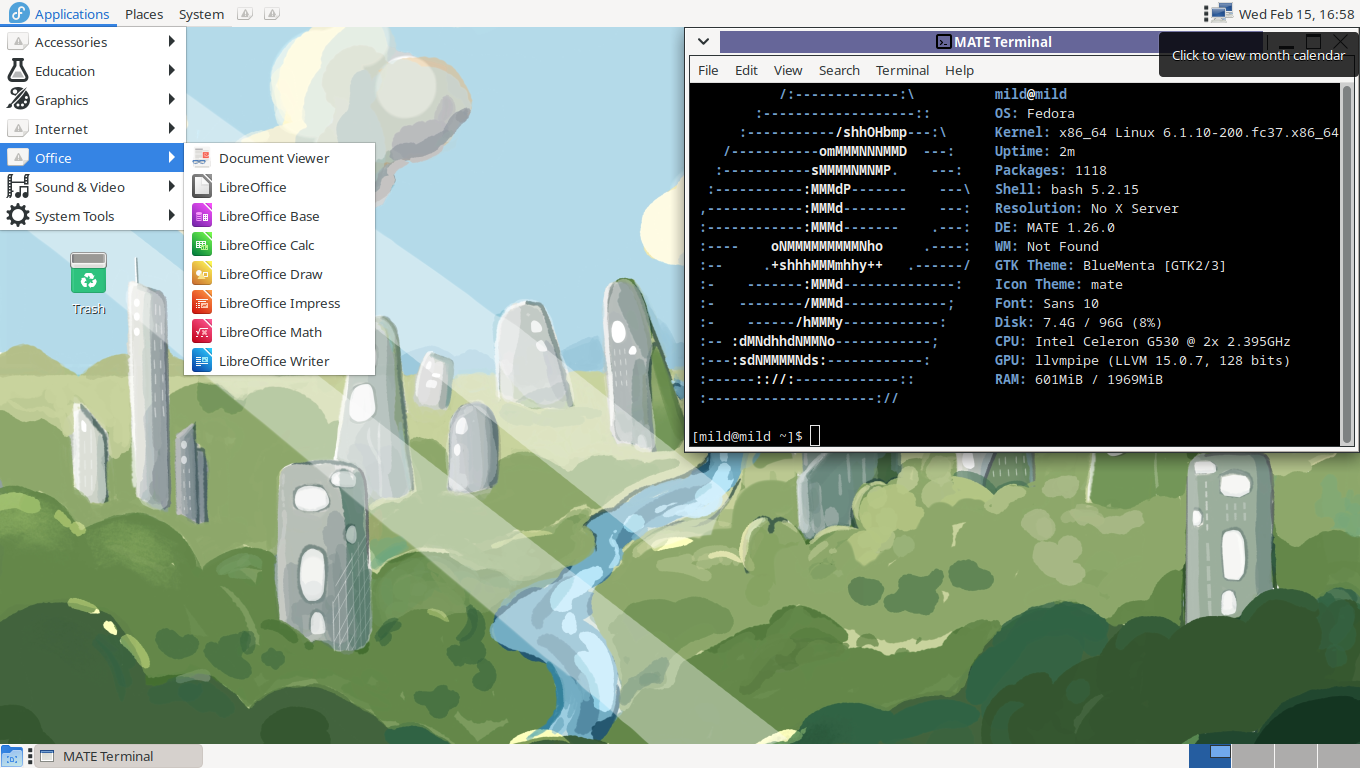 Applications Places System
Wed Feb 15, 16:58
Accessories
Education
Graphics
Internet
Office
Sound & Video
System Tools
Document Viewer
LibreOffice
LibreOffice Base
LibreOffice Calc
LibreOffice Draw
LibreOffice Impress
LibreOffice Math
LibreOffice Writer
Trash
MATE Terminal
Click to view month calendar
File Edit View Search Terminal Help
/:-------------:\ mild@mild
:-------------------:: OS: Fedora
:-----------/shhOHbmp---:\ Kernel: x86_64 Linux 6.1.10-200.fc37.x86_64
/-----------omMMMNNNMMD ---: Uptime: 2m
:-----------sMMMMNMNMP. ---: Packages: 1118
:-----------:MMMdP------- ---\ Shell: bash 5.2.15
,------------:MMMd-------- ---: Resolution: No X Server
:------------:MMMd------- .---: DE: MATE 1.26.0
:---- oNMMMMMMMMMNho .----: WM: Not Found
:-- .+shhhMMMmhhy++ .------/ GTK Theme: BlueMenta [GTK2/3]
:- -------:MMMd--------------: Icon Theme: mate
:- --------/MMMd-------------; Font: Sans 10
:- ------/hMMMy------------: Disk: 7.4G / 96G (8%)
:-- :dMNdhhdNMMNo------------; CPU: Intel Celeron G530 @ 2x 2.395GHz
:---:sdNMMMMNds:------------: GPU: llvmpipe (LLVM 15.0.7, 128 bits)
:------:://:-------------:: RAM: 601MiB / 1969MiB
:---------------------://
[mild@mild ~]$
MATE Terminal